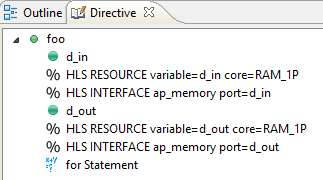 Outline Directive
foo
d_in
% HLS RESOURCE variable=d_in core=RAM_1P
% HLS INTERFACE ap_memory port=d_in
d_out
% HLS RESOURCE variable=d_out core=RAM_1P
% HLS INTERFACE ap_memory port=d_out
for Statement